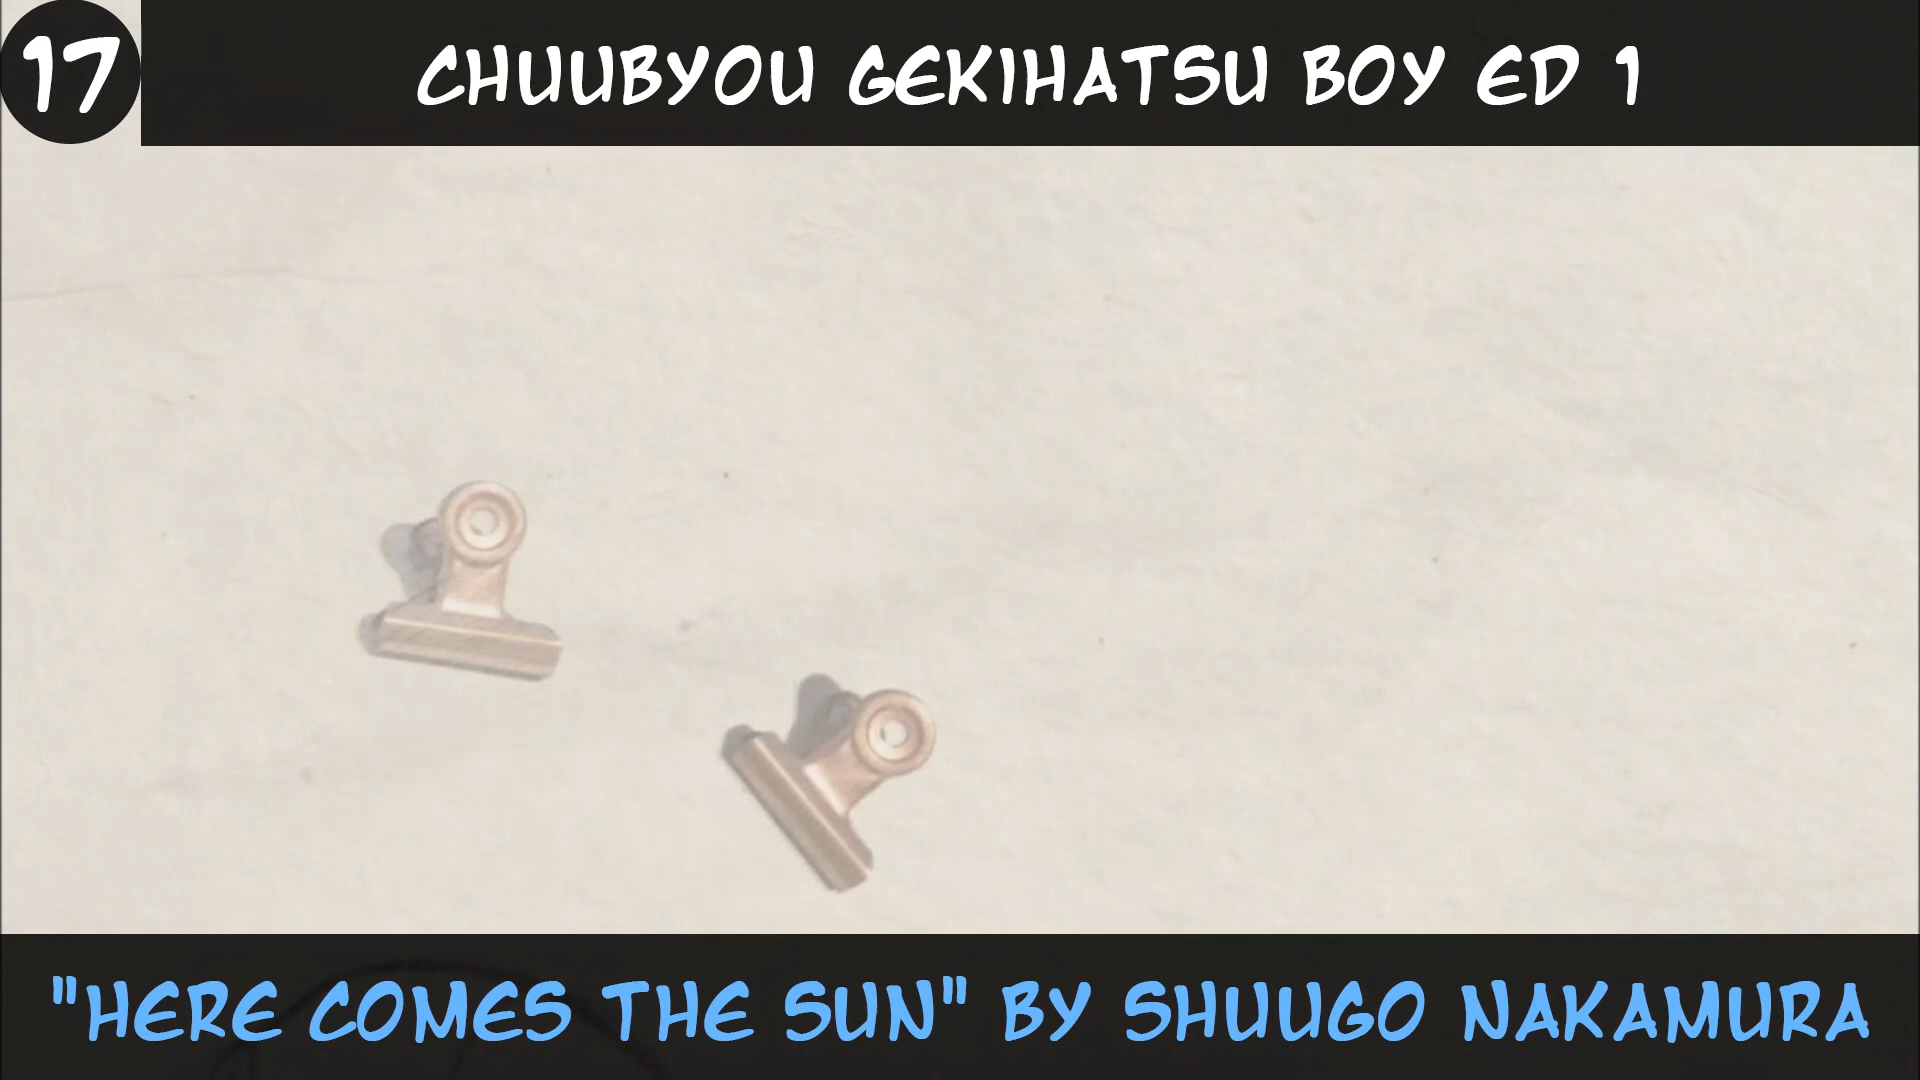 17
CHUUBYOU GEKIHATSU BOY ED 1
"HERE COMES THE SUN" BY SHUUGO NAKAMURA